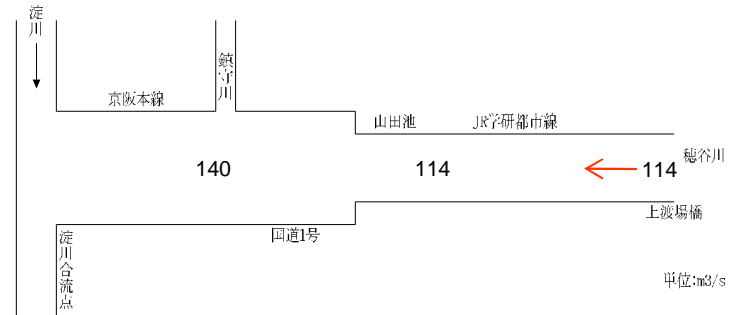 淀川
鎮守川
京阪本線
山田池
JR学研都市線
穂谷川
140
114
114
上渡場橋
国道1号
淀川合流点
単位:m3/s